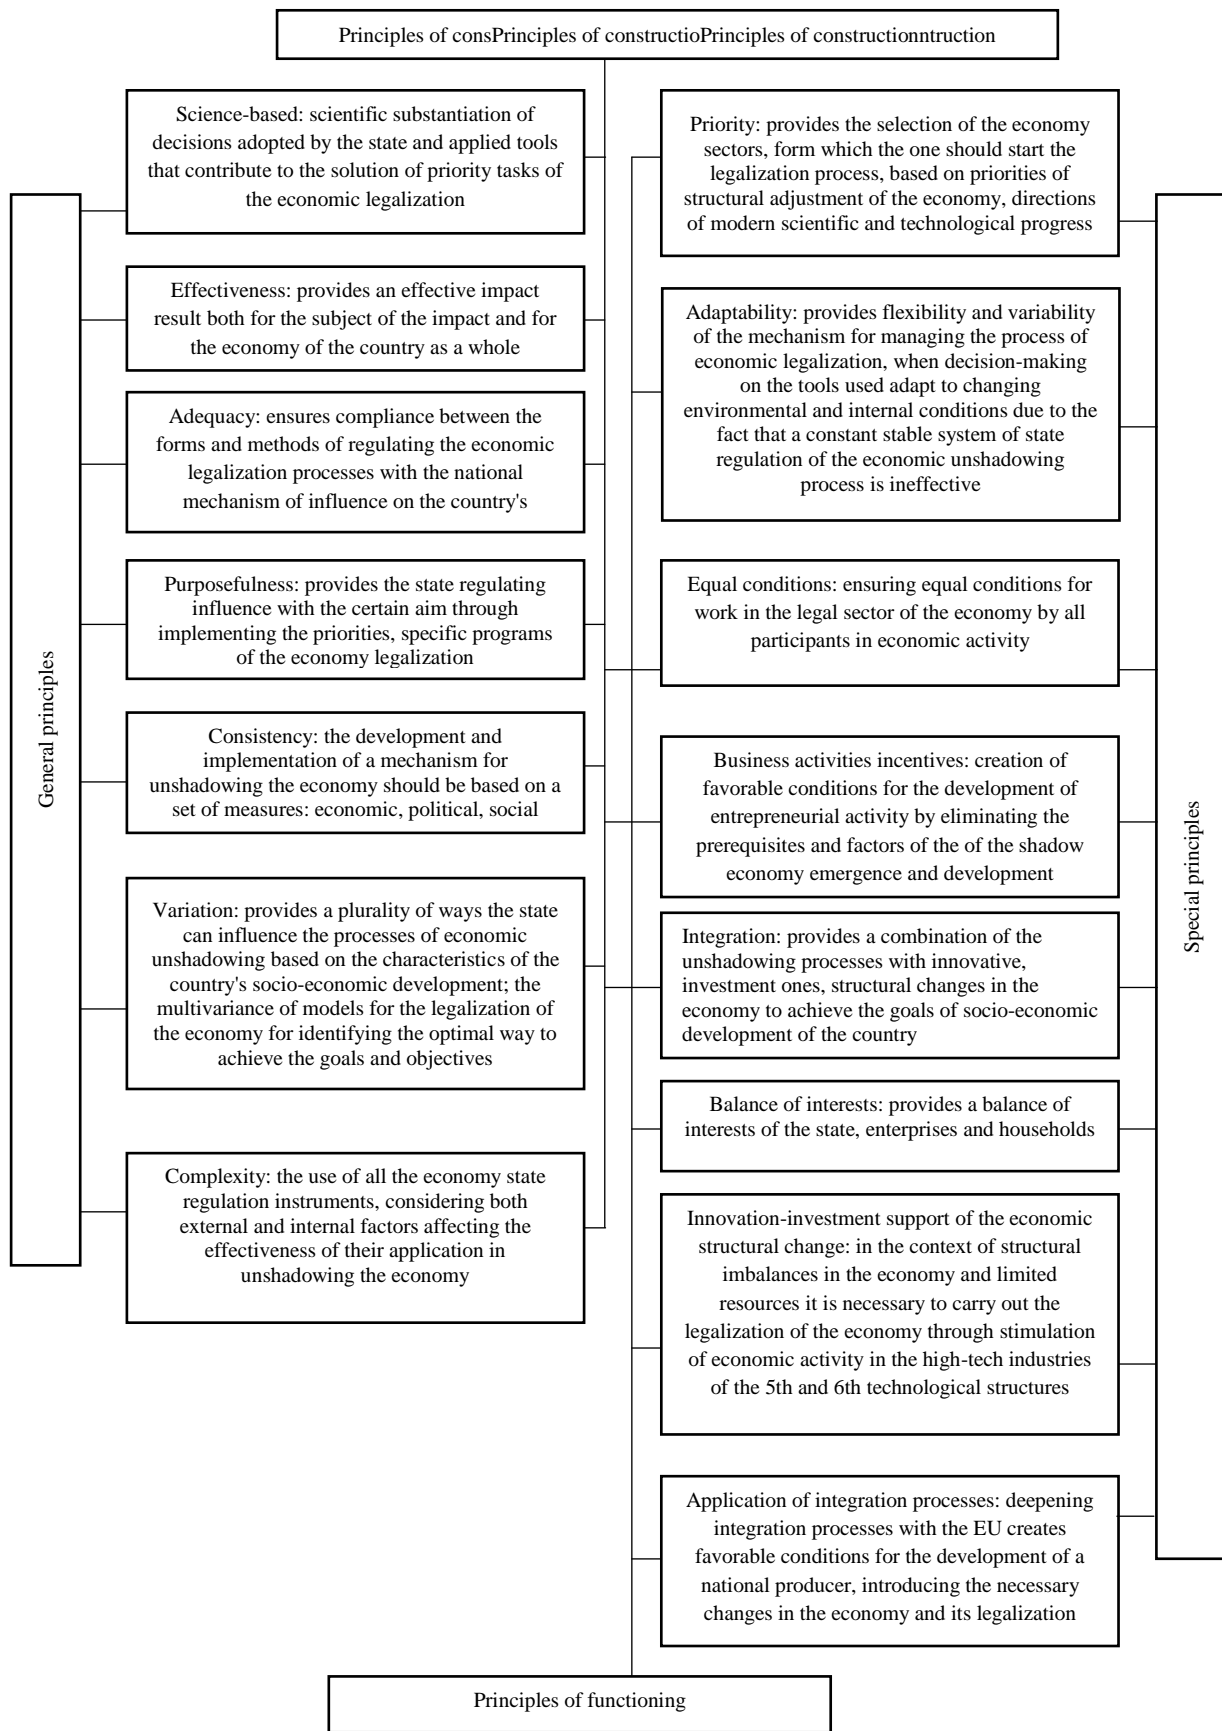 Principles of consPrinciples of constructioPrinciples of constructionntruction
General principles
Science-based: scientific substantiation of
decisions adopted by the state and applied tools
that contribute to the solution of priority tasks of
the economic legalization
Effectiveness: provides an effective impact
result both for the subject of the impact and for
the economy of the country as a whole
Adequacy: ensures compliance between the
forms and methods of regulating the economic
legalization processes with the national
mechanism of influence on the country's
Purposefulness: provides the state regulating
influence with the certain aim through
implementing the priorities, specific programs
of the economy legalization
Consistency: the development and
implementation of a mechanism for
unshadowing the economy should be based on a
set of measures: economic, political, social
Variation: provides a plurality of ways the state
can influence the processes of economic
unshadowing based on the characteristics of the
country's socio-economic development; the
multivariance of models for the legalization of
the economy for identifying the optimal way to
achieve the goals and objectives
Complexity: the use of all the economy state
regulation instruments, considering both
external and internal factors affecting the
effectiveness of their application in
unshadowing the economy
Priority: provides the selection of the economy
sectors, form which the one should start the
legalization process, based on priorities of
structural adjustment of the economy, directions
of modern scientific and technological progress
Adaptability: provides flexibility and variability
of the mechanism for managing the process of
economic legalization, when decision-making
on the tools used adapt to changing
environmental and internal conditions due to the
fact that a constant stable system of state
regulation of the economic unshadowing
process is ineffective
Equal conditions: ensuring equal conditions for
work in the legal sector of the economy by all
participants in economic activity
Business activities incentives: creation of
favorable conditions for the development of
entrepreneurial activity by eliminating the
prerequisites and factors of the of the shadow
economy emergence and development
Integration: provides a combination of the
unshadowing processes with innovative,
investment ones, structural changes in the
economy to achieve the goals of socio-economic
development of the country
Balance of interests: provides a balance of
interests of the state, enterprises and households
Innovation-investment support of the economic
structural change: in the context of structural
imbalances in the economy and limited
resources it is necessary to carry out the
legalization of the economy through stimulation
of economic activity in the high-tech industries
of the 5th and 6th technological structures
Application of integration processes: deepening
integration processes with the EU creates
favorable conditions for the development of a
national producer, introducing the necessary
changes in the economy and its legalization
Special principles
Principles of functioning